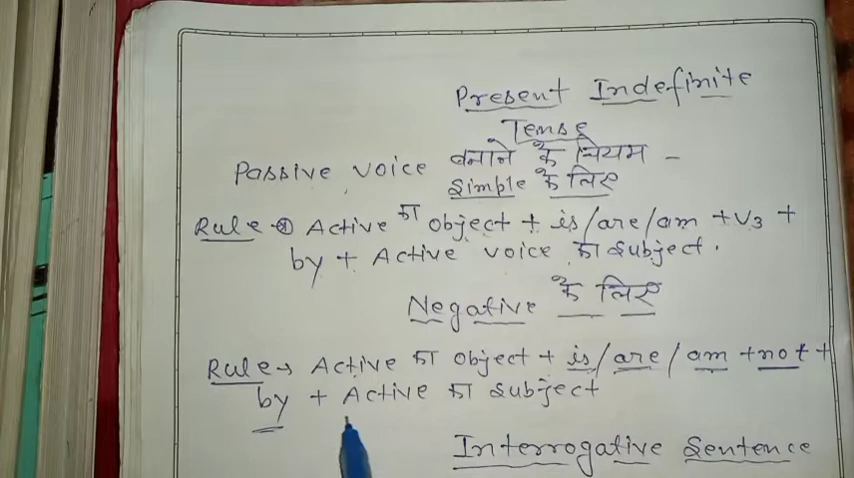 Present Indefinite
Tense
Passive voice बनाने के नियम -
Simple के लिए
Rule → Active का object + is/are/am + V3 +
by + Active voice का subject.
Negative के लिए
Rule → Active का object + is/are/am + not +
by + Active का subject
Interrogative Sentence